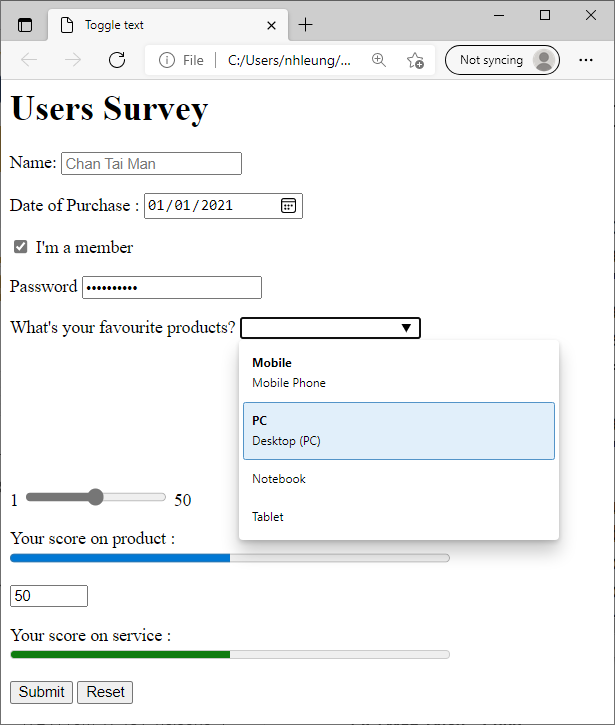 Toggle text
File
C:/Users/nhleung/...
Not syncing
Users Survey
Name: Chan Tai Man
Date of Purchase : 01/01/2021
I'm a member
Password ••••••••••
What's your favourite products?
Mobile
Mobile Phone
PC
Desktop (PC)
Notebook
Tablet
1 50
Your score on product :
50
Your score on service :
Submit Reset